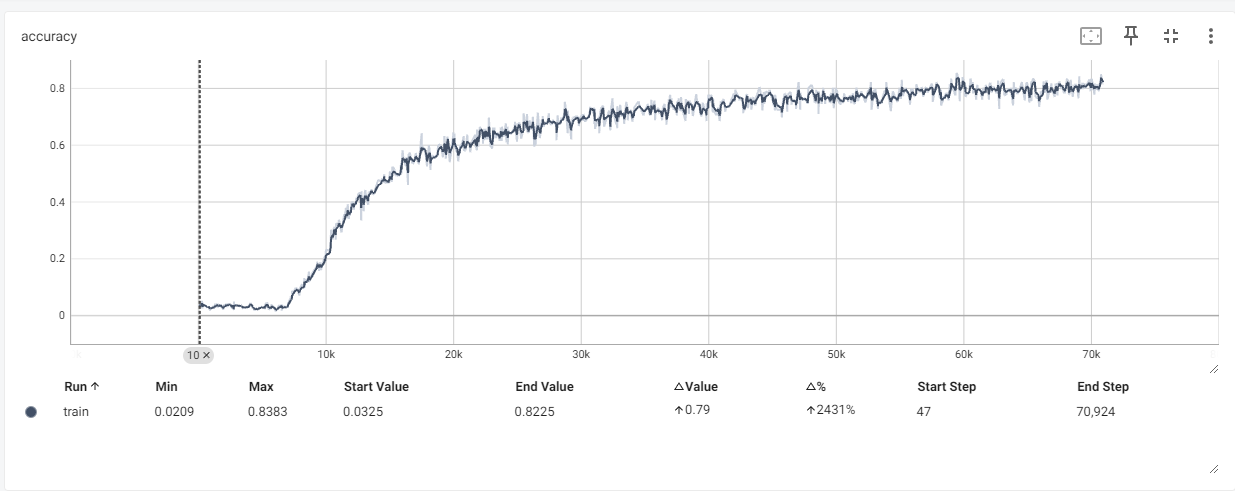 accuracy
0.8
0.6
0.4
0.2
0
10 ×
10k
20k
30k
40k
50k
60k
70k
Run ↑ Min Max Start Value End Value △Value △% Start Step End Step
train 0.0209 0.8383 0.0325 0.8225 ↑0.79 ↑2431% 47 70,924